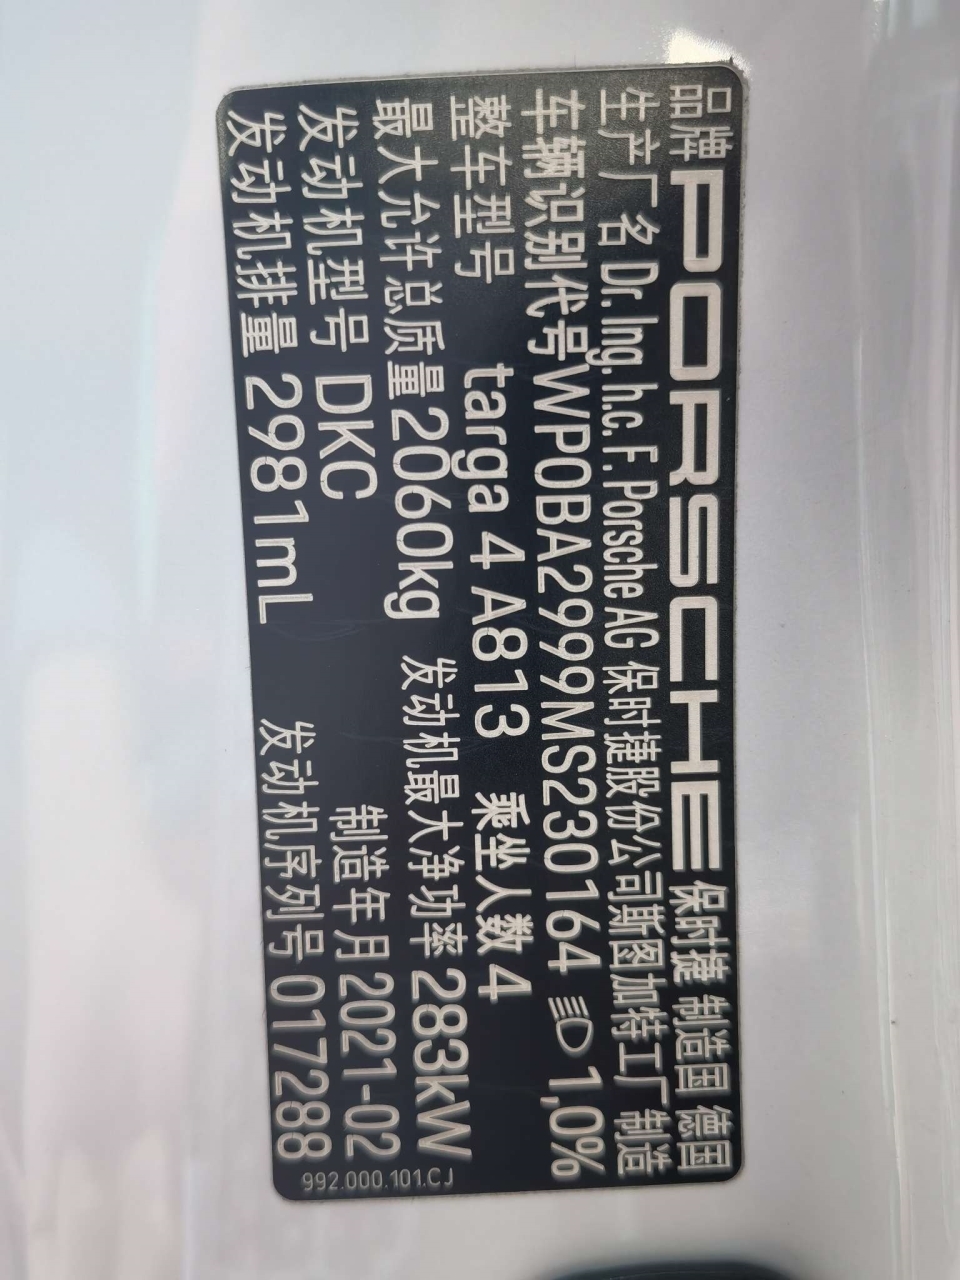 品牌 PORSCHE 保时捷 制造国 德国
生产厂名 Dr. Ing. h.c. F. Porsche AG 保时捷股份公司斯图加特工厂制造
车辆识别代号 WP0BA2999MS230164 1,0%
整车型号 targa 4 A813 乘坐人数 4
最大允许总质量 2060kg 发动机最大净功率 283kW
发动机型号 DKC 制造年月 2021-02
发动机排量 2981mL 发动机序列号 017288
992.000.101.CJ